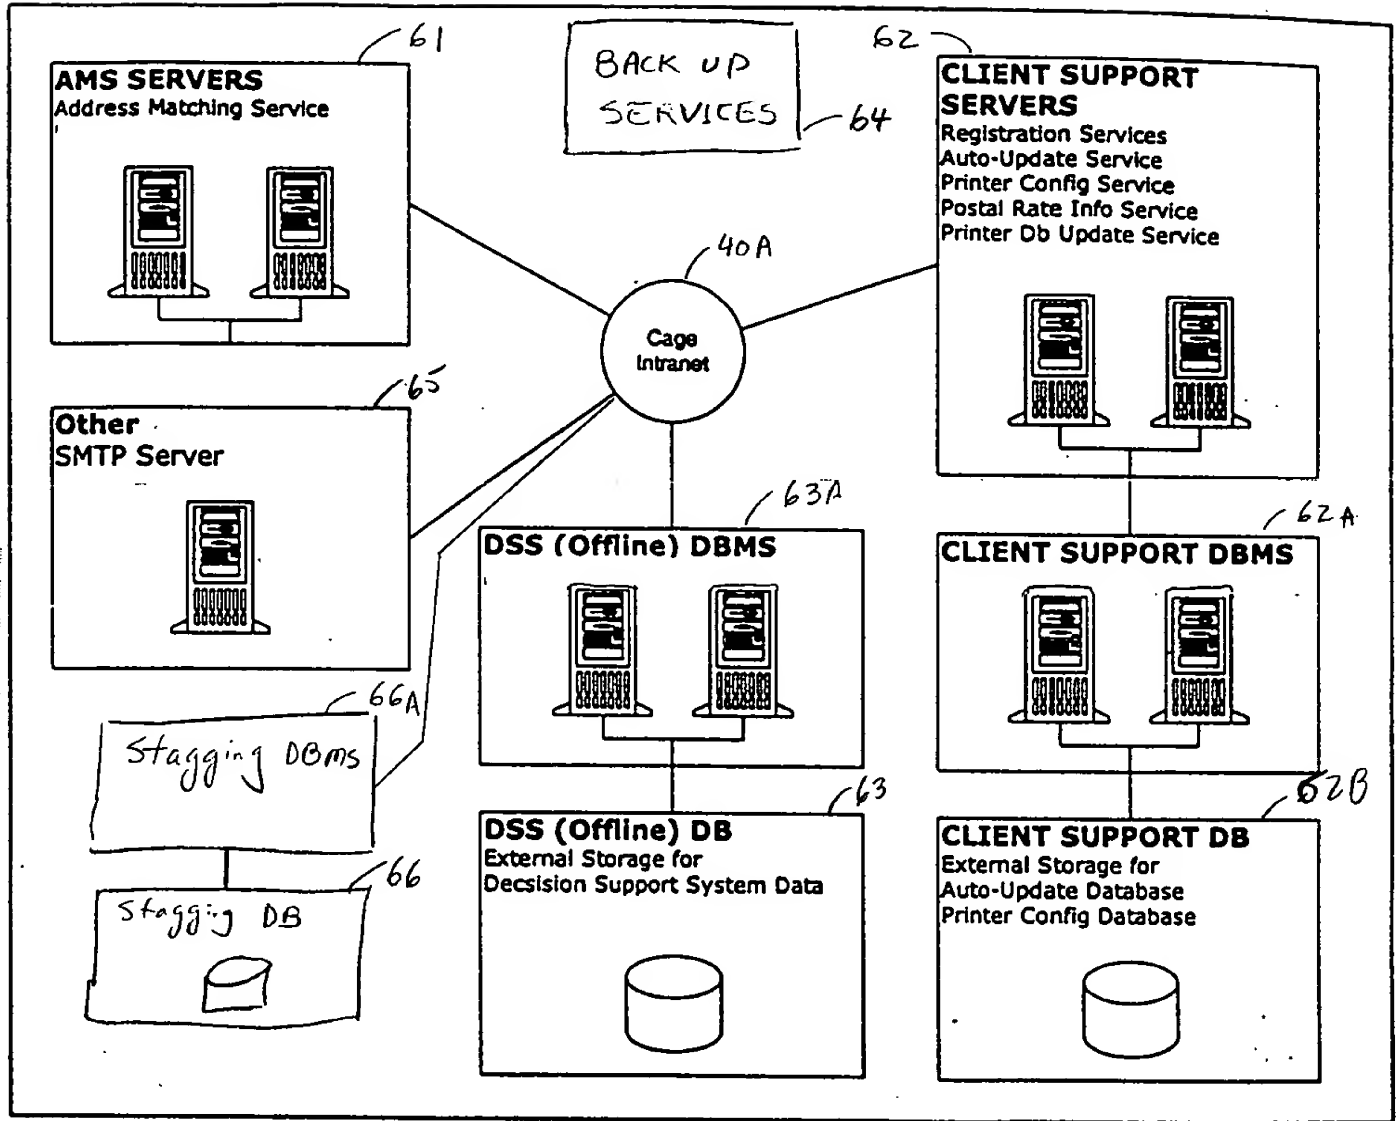 61
AMS SERVERS
Address Matching Service
BACK UP
SERVICES
64
62
CLIENT SUPPORT
SERVERS
Registration Services
Auto-Update Service
Printer Config Service
Postal Rate Info Service
Printer Db Update Service
40A
Cage
Intranet
65
Other
SMTP Server
63A
DSS (Offline) DBMS
62A
CLIENT SUPPORT DBMS
66A
Stagging DBMS
66
Stagging DB
63
DSS (Offline) DB
External Storage for
Decsision Support System Data
62B
CLIENT SUPPORT DB
External Storage for
Auto-Update Database
Printer Config Database